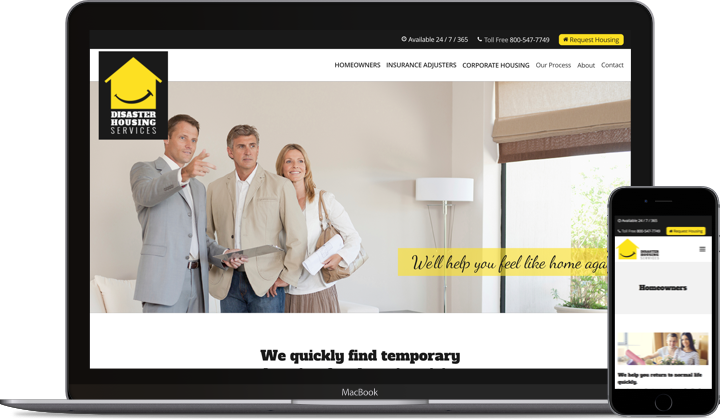 Available 24 / 7 / 365
Toll Free 800-547-7749
Request Housing
DISASTER
HOUSING
SERVICES
HOMEOWNERS
INSURANCE ADJUSTERS
CORPORATE HOUSING
Our Process
About
Contact
We'll help you feel like home aga
We quickly find temporary
MacBook
Available 24 / 7 / 365
Toll Free 800-547-7749
Request Housing
DISASTER
HOUSING
SERVICES
Homeowners
We help you return to normal life
quickly.